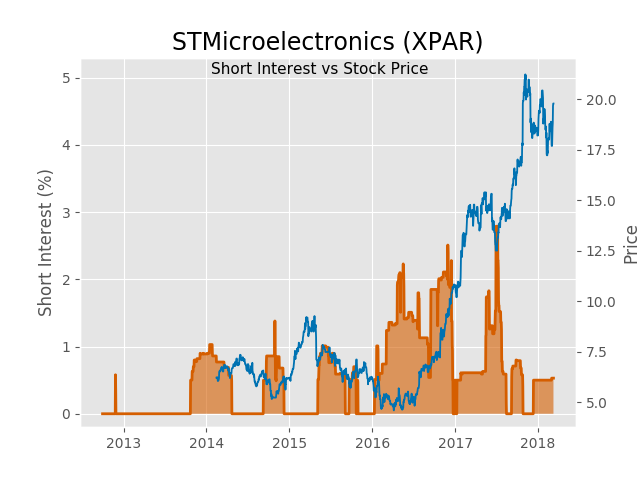 STMicroelectronics (XPAR)
Short Interest vs Stock Price
Short Interest (%)
5
4
3
2
1
0
20.0
17.5
15.0
12.5
10.0
7.5
5.0
Price
2013 2014 2015 2016 2017 2018